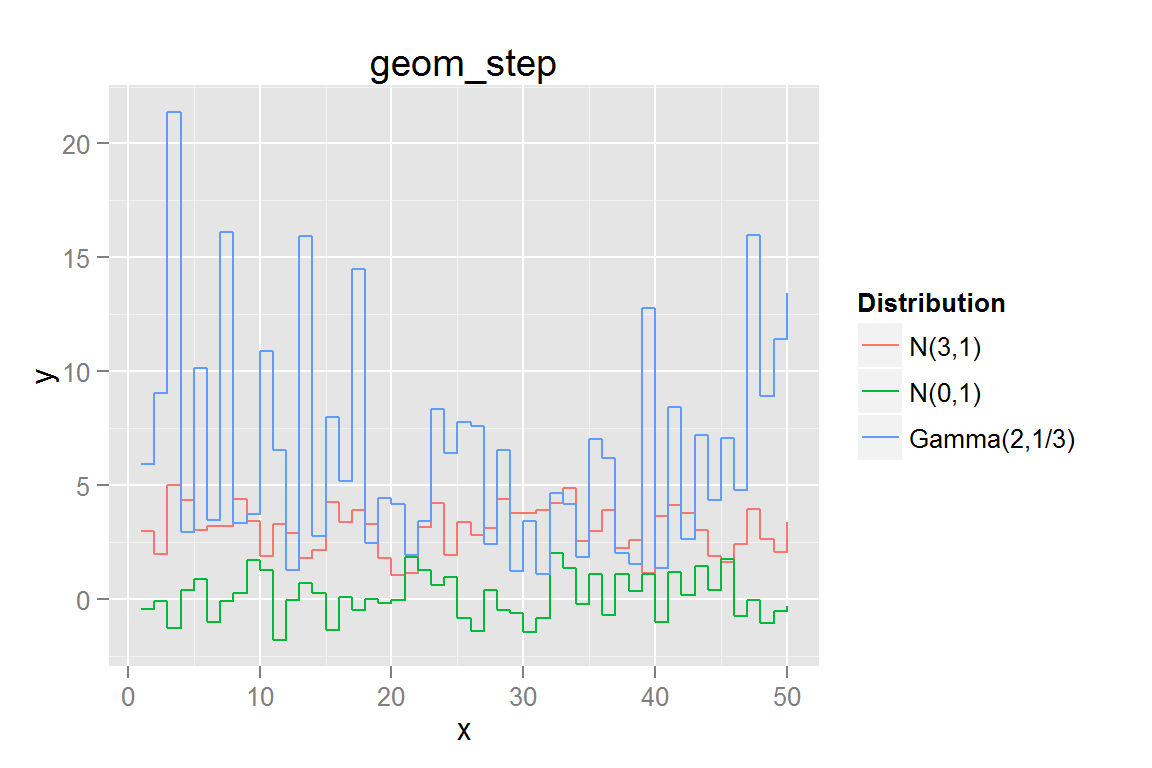 geom_step
20
15
10
5
0
y
0 10 20 30 40 50
x
Distribution
N(3,1)
N(0,1)
Gamma(2,1/3)